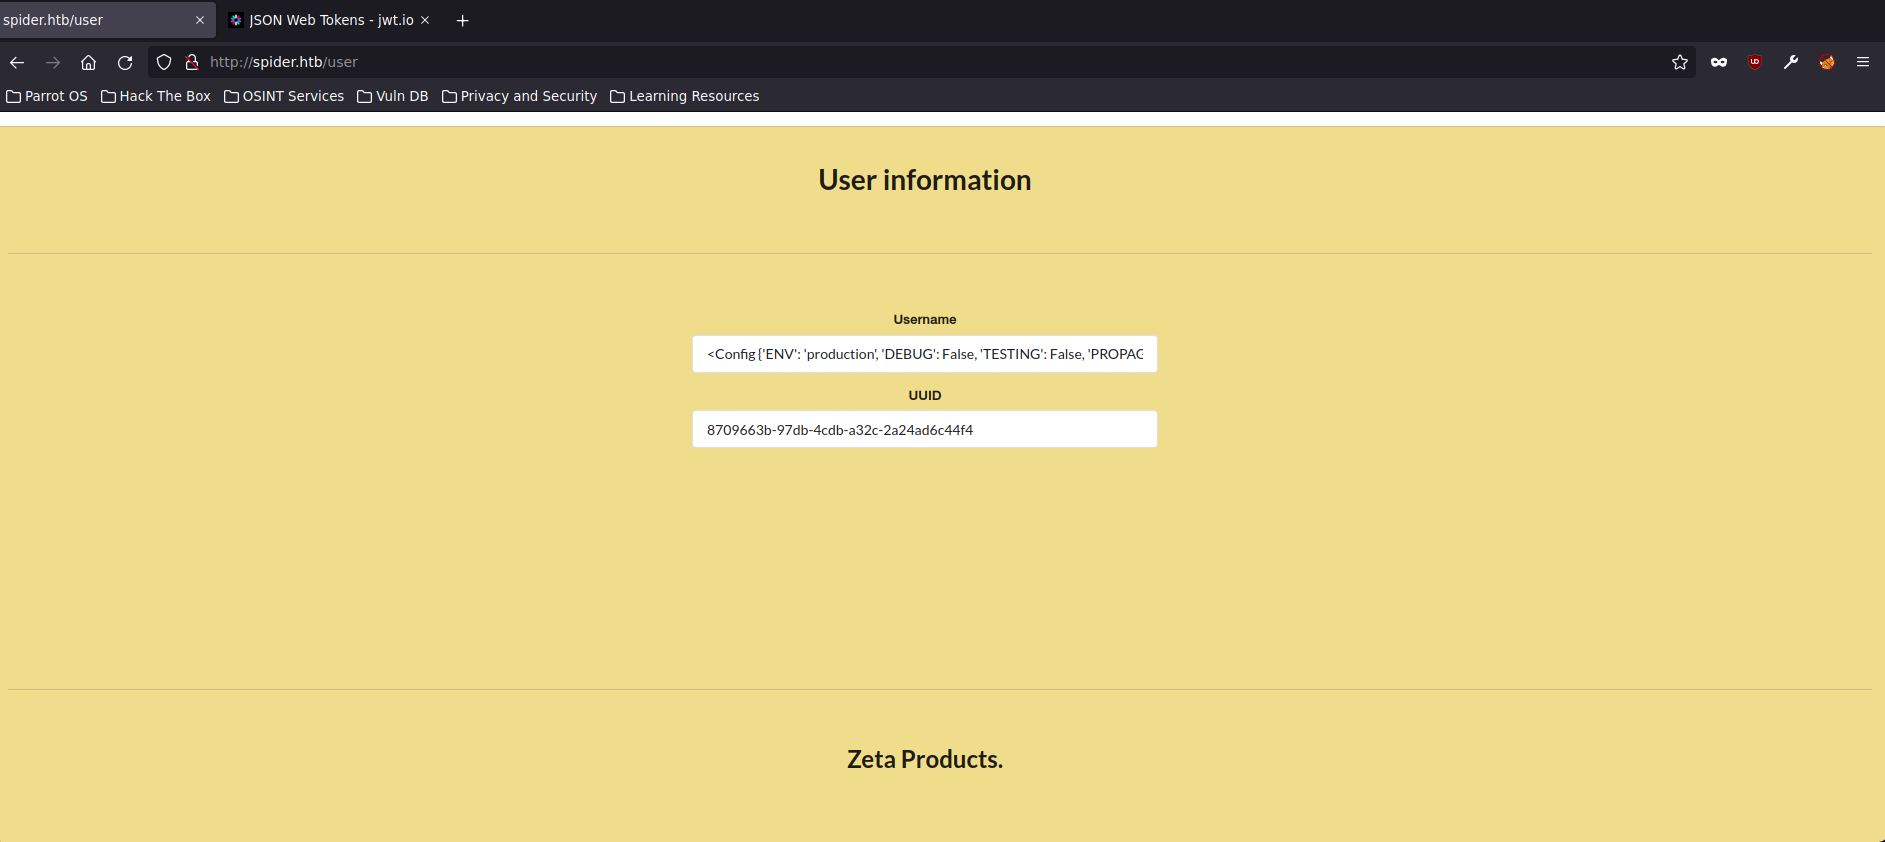 spider.htb/user
JSON Web Tokens - jwt.io
http://spider.htb/user
Parrot OS Hack The Box OSINT Services Vuln DB Privacy and Security Learning Resources
User information
Username
<Config {'ENV': 'production', 'DEBUG': False, 'TESTING': False, 'PROPAG
UUID
8709663b-97db-4cdb-a32c-2a24ad6c44f4
Zeta Products.